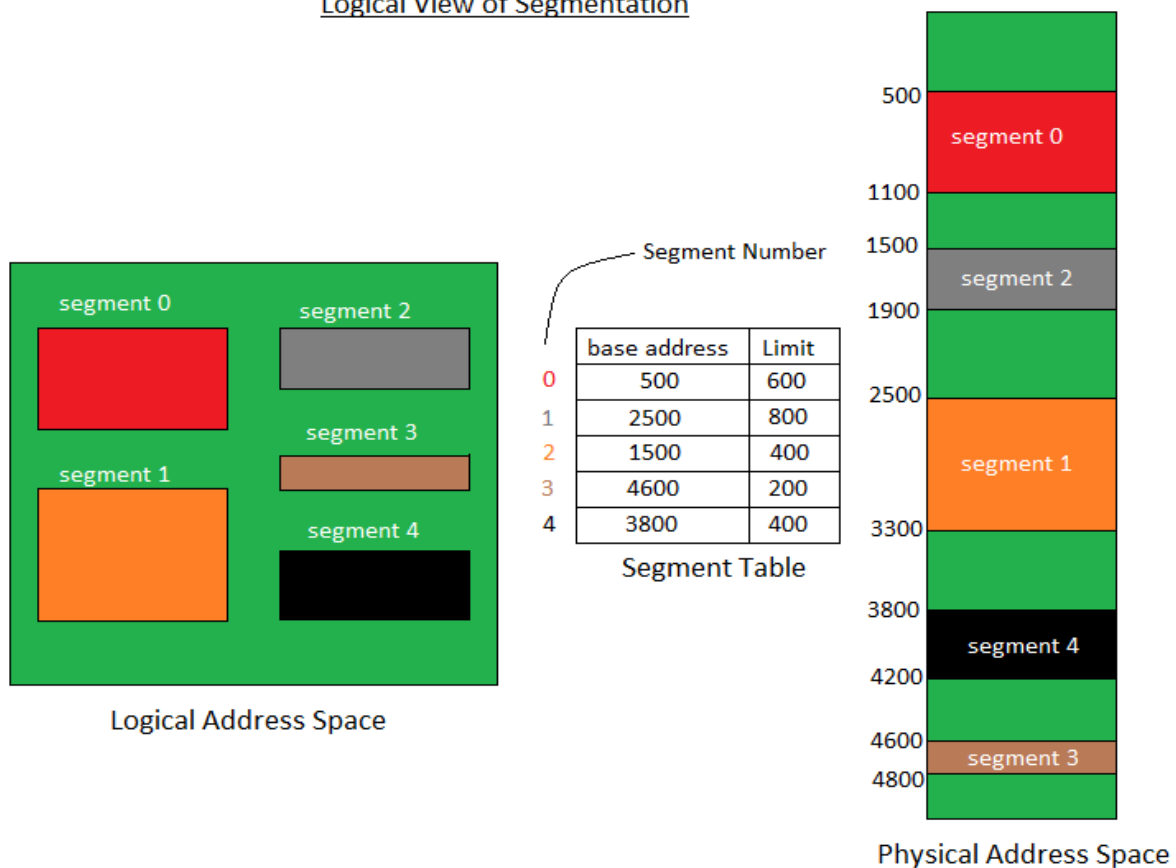 Logical View of Segmentation
segment 0
segment 2
segment 3
segment 1
segment 4
Logical Address Space
Segment Number
base address Limit
0 500 600
1 2500 800
2 1500 400
3 4600 200
4 3800 400
Segment Table
500
segment 0
1100
1500
segment 2
1900
2500
segment 1
3300
3800
segment 4
4200
4600
segment 3
4800
Physical Address Space